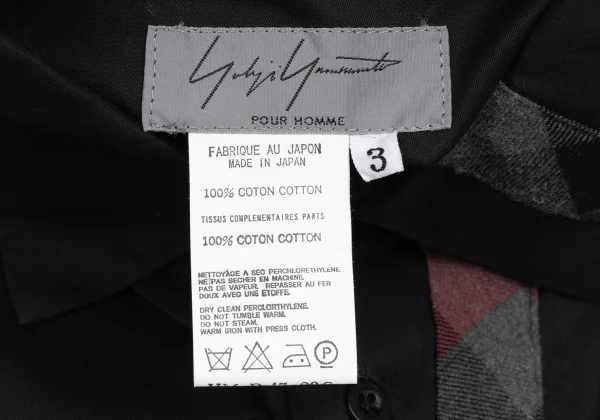 Yohji Yamamoto
POUR HOMME
3
FABRIQUE AU JAPON
MADE IN JAPAN
100% COTON COTTON
TISSUS COMPLEMENTAIRES PARTS
100% COTON COTTON
NETTOYAGE A SEC PERCHLORETHYLENE
NE PAS SECHER EN MACHINE.
PAS DE VAPEUR. REPASSER AU FER
DOUX AVEC UNE ETOFFE.
DRY CLEAN PERCLORTHYLENE.
DO NOT TUMBLE WARM.
DO NOT STEAM.
WARM IRON WITH PRESS CLOTH.
P